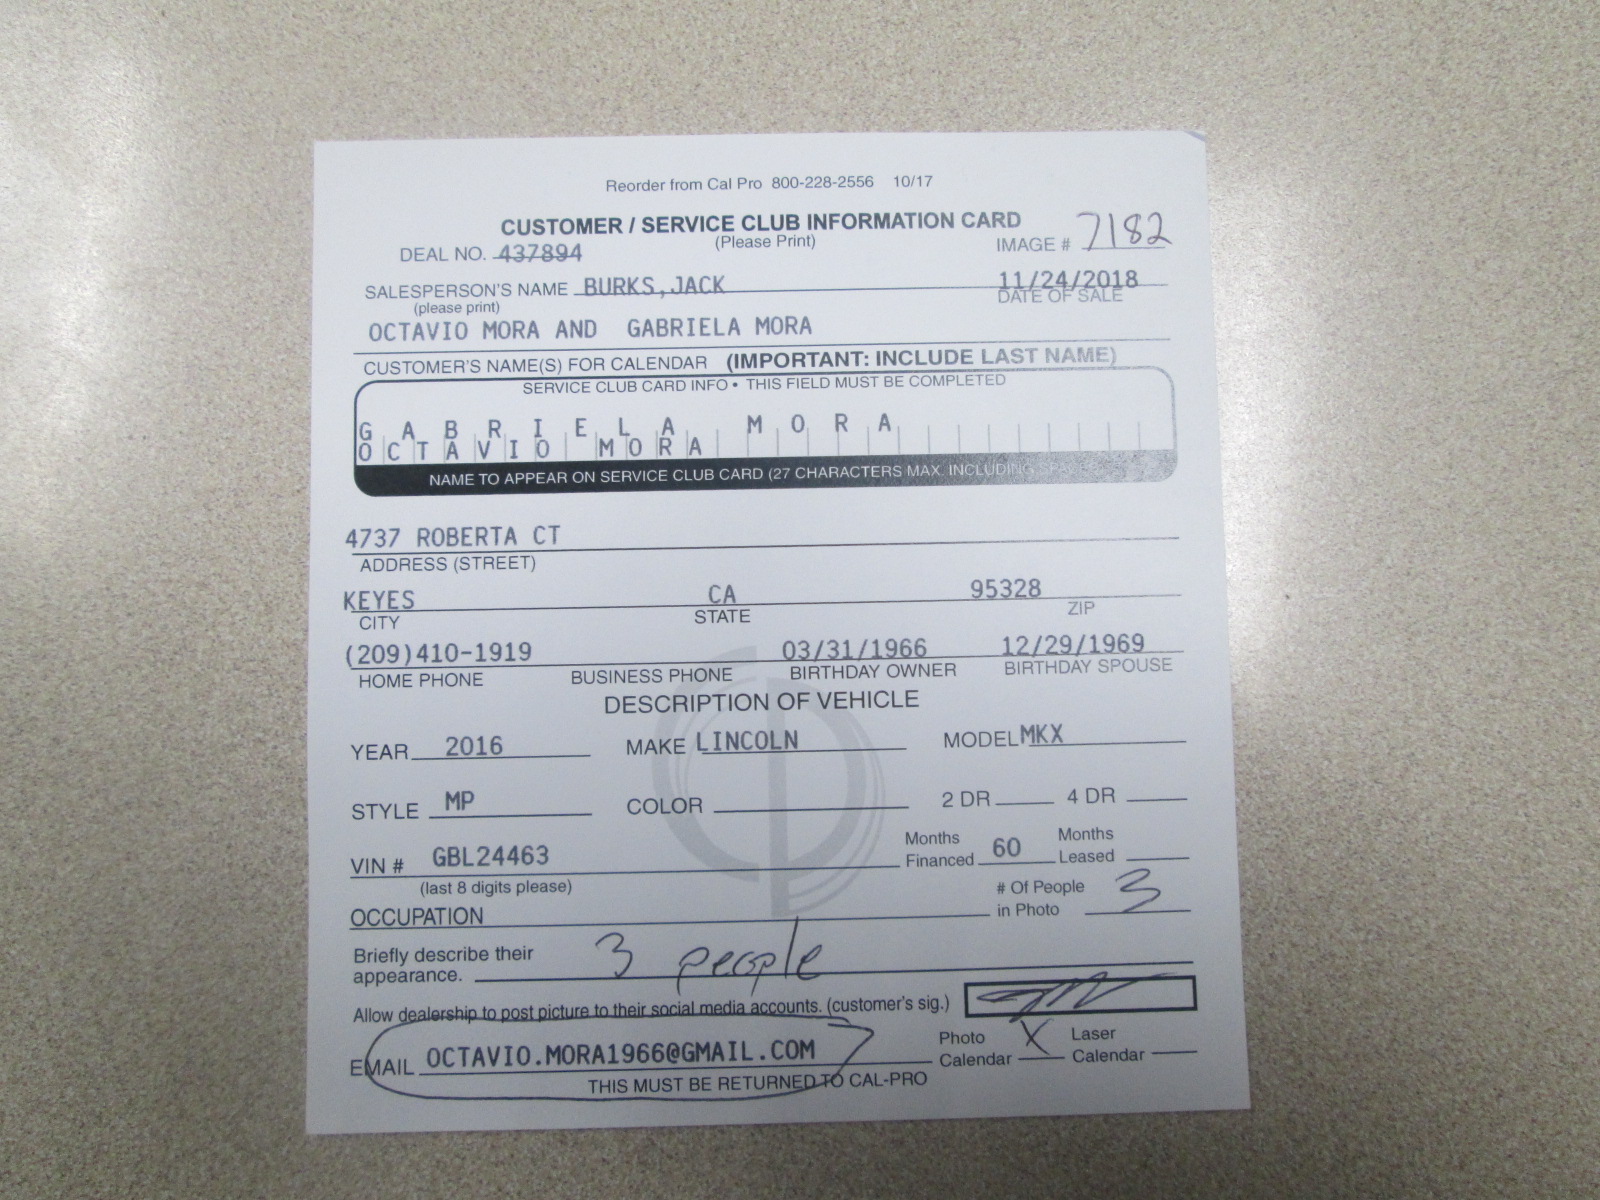 Reorder from Cal Pro 800-228-2556 10/17
CUSTOMER / SERVICE CLUB INFORMATION CARD
(Please Print)
DEAL NO. 437894
IMAGE # 7182
SALESPERSON'S NAME BURKS,JACK
(please print)
11/24/2018
DATE OF SALE
OCTAVIO MORA AND GABRIELA MORA
CUSTOMER'S NAME(S) FOR CALENDAR (IMPORTANT: INCLUDE LAST NAME)
SERVICE CLUB CARD INFO • THIS FIELD MUST BE COMPLETED
GABRIELA MORA
OCTAVIO MORA
NAME TO APPEAR ON SERVICE CLUB CARD (27 CHARACTERS MAX. INCLUDING
4737 ROBERTA CT
ADDRESS (STREET)
KEYES CA 95328
CITY STATE ZIP
(209)410-1919 03/31/1966 12/29/1969
HOME PHONE BUSINESS PHONE BIRTHDAY OWNER BIRTHDAY SPOUSE
DESCRIPTION OF VEHICLE
YEAR 2016 MAKE LINCOLN MODEL MKX
STYLE MP COLOR 2 DR 4 DR
VIN # GBL24463 Months Financed 60 Months Leased
(last 8 digits please)
OCCUPATION # Of People in Photo 3
Briefly describe their
appearance. 3 people
Allow dealership to post picture to their social media accounts. (customer's sig.)
EMAIL OCTAVIO.MORA1966@GMAIL.COM Photo Calendar X Laser Calendar
THIS MUST BE RETURNED TO CAL-PRO